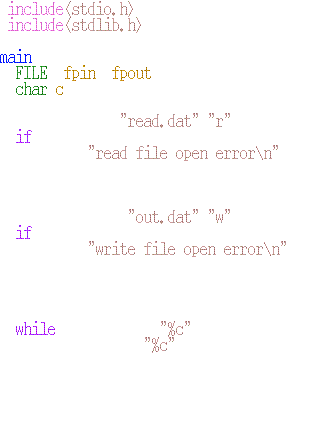 include<stdio.h>
include<stdlib.h>
main
FILE fpin fpout
char c
"read.dat" "r"
if
"read file open error\n"
"out.dat" "w"
if
"write file open error\n"
while "%c"
"%c"